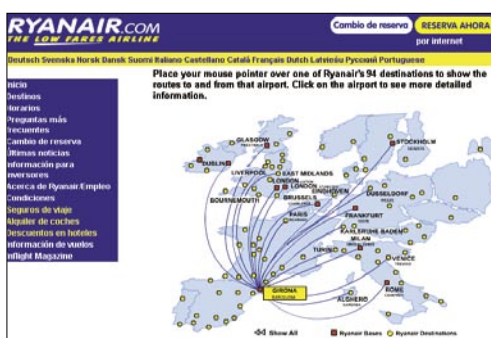 RYANAIR.COM
THE LOW FARES AIRLINE
Cambio de reserva
RESERVA AHORA
por internet
Deutsch Svenska Norsk Dansk Suomi Italiano Castellano Català Français Dutch Latviešu Русский Portuguese
Place your mouse pointer over one of Ryanair's 94 destinations to show the
routes to and from that airport. Click on the airport to see more detailed
information.
Inicio
Destinos
Horarios
Preguntas más
frecuentes
Cambio de reserva
Últimas noticias
Información para
inversores
Acerca de Ryanair/Empleo
Condiciones
Seguros de viaje
Alquiler de coches
Descuentos en hoteles
Información de vuelos
Inflight Magazine
GLASGOW
STOCKHOLM
DUBLIN
LIVERPOOL
EAST MIDLANDS
LONDON
LONDON
EINDHOVEN
BOURNEMOUTH
BRUSSELS
DUSSELDORF
PARIS
FRANKFURT
KARLSRUHE BADEN
MILAN
TURIN
VENICE
GIRONA
BARCELONA
ALGHERO
ROME
Show All
Ryanair Bases
Ryanair Destinations